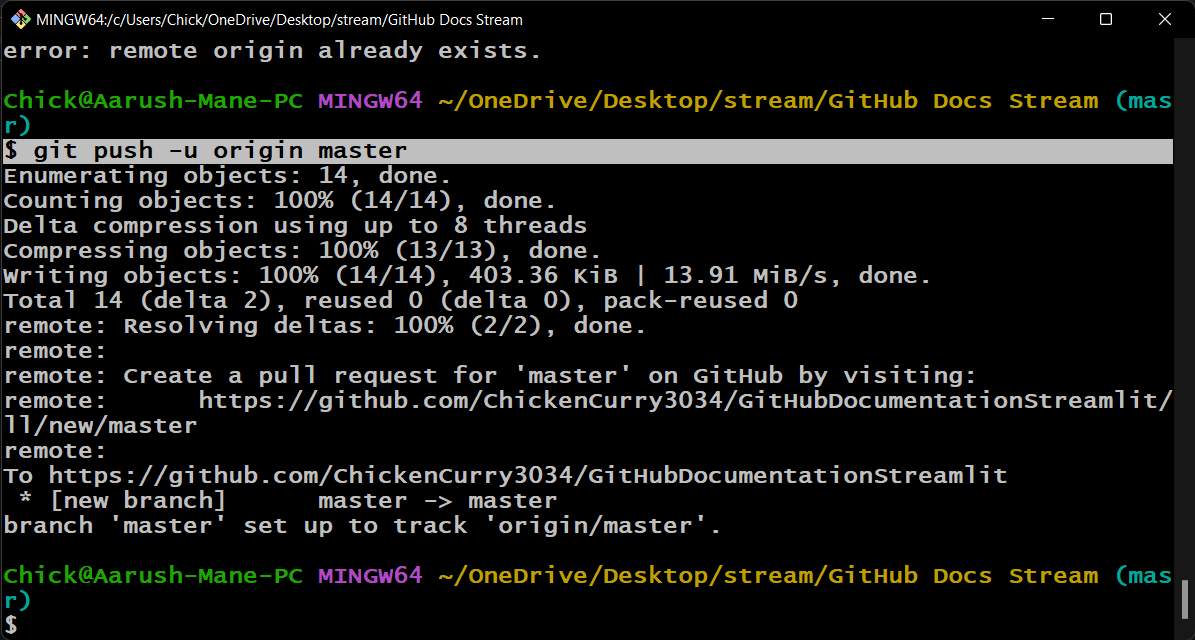 MINGW64:/c/Users/Chick/OneDrive/Desktop/stream/GitHub Docs Stream
error: remote origin already exists.
Chick@Aarush-Mane-PC MINGW64 ~/OneDrive/Desktop/stream/GitHub Docs Stream (mas
r)
$ git push -u origin master
Enumerating objects: 14, done.
Counting objects: 100% (14/14), done.
Delta compression using up to 8 threads
Compressing objects: 100% (13/13), done.
Writing objects: 100% (14/14), 403.36 KiB | 13.91 MiB/s, done.
Total 14 (delta 2), reused 0 (delta 0), pack-reused 0
remote: Resolving deltas: 100% (2/2), done.
remote:
remote: Create a pull request for 'master' on GitHub by visiting:
remote:      https://github.com/ChickenCurry3034/GitHubDocumentationStreamlit/
ll/new/master
remote:
To https://github.com/ChickenCurry3034/GitHubDocumentationStreamlit
 * [new branch]      master -> master
branch 'master' set up to track 'origin/master'.
Chick@Aarush-Mane-PC MINGW64 ~/OneDrive/Desktop/stream/GitHub Docs Stream (mas
r)
$